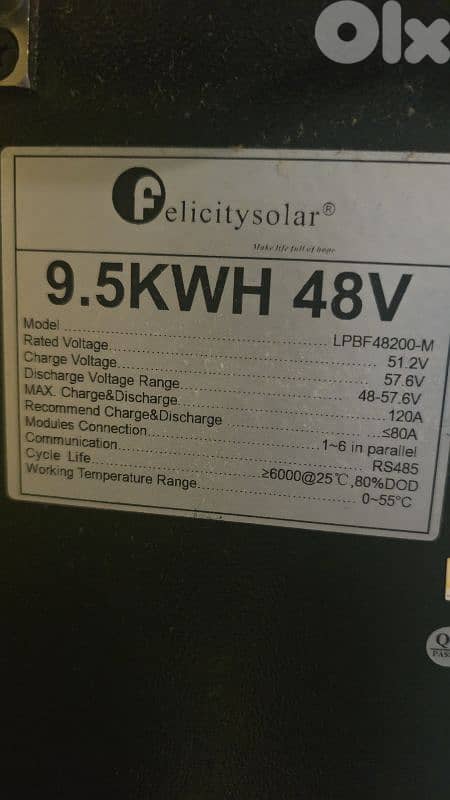 Olx
felicitysolar®
Make life full of hope
9.5KWH 48V
Model ........ LPBF48200-M
Rated Voltage ........ 51.2V
Charge Voltage ........ 57.6V
Discharge Voltage Range ........ 48-57.6V
MAX. Charge&Discharge ........ 120A
Recommend Charge&Discharge ........ ≤80A
Modules Connection ........ 1~6 in parallel
Communication ........ RS485
Cycle Life ........ ≥6000@25℃,80%DOD
Working Temperature Range ........ 0~55℃